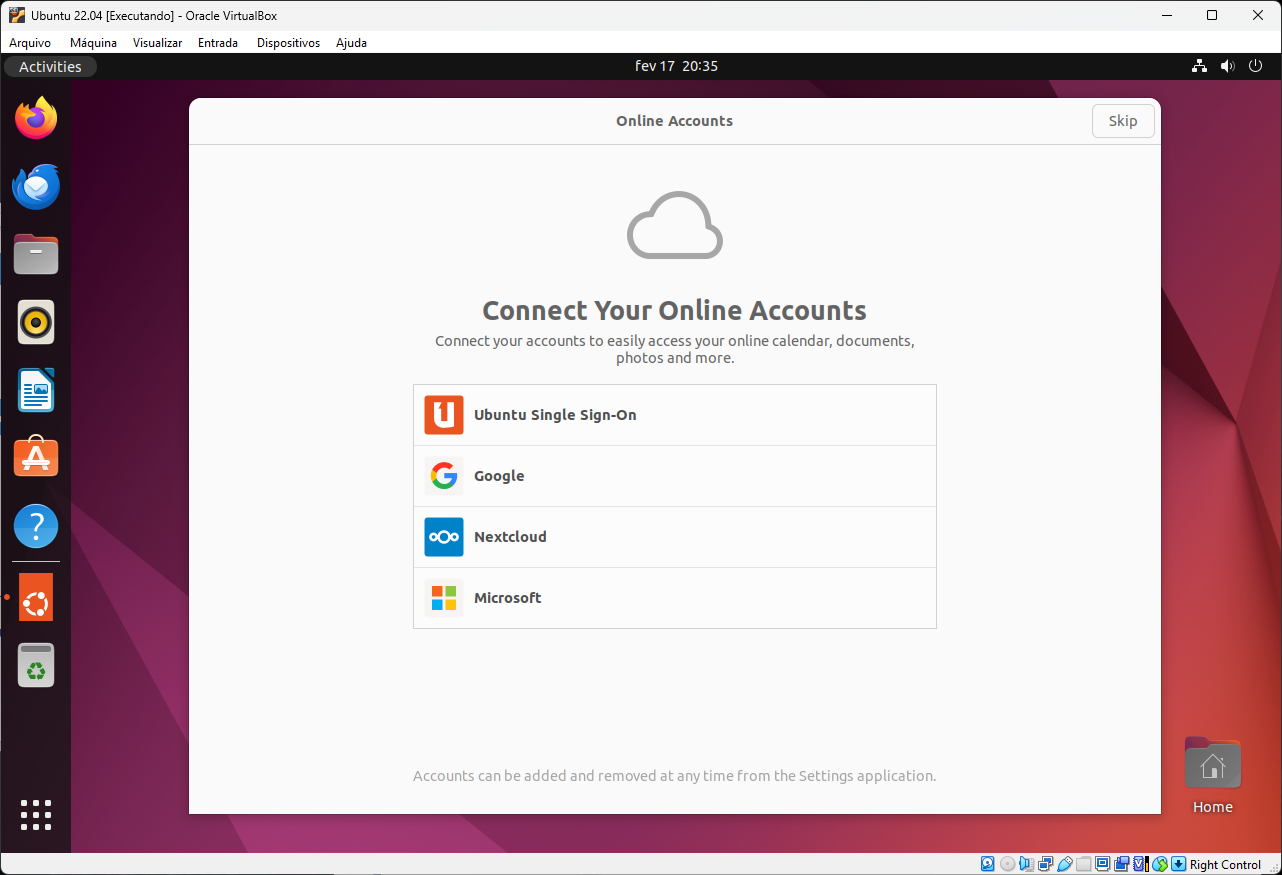 Ubuntu 22.04 [Executando] - Oracle VirtualBox
Arquivo Máquina Visualizar Entrada Dispositivos Ajuda
Activities fev 17 20:35
Online Accounts Skip
Connect Your Online Accounts
Connect your accounts to easily access your online calendar, documents,
photos and more.
Ubuntu Single Sign-On
Google
Nextcloud
Microsoft
Accounts can be added and removed at any time from the Settings application.
Home
Right Control